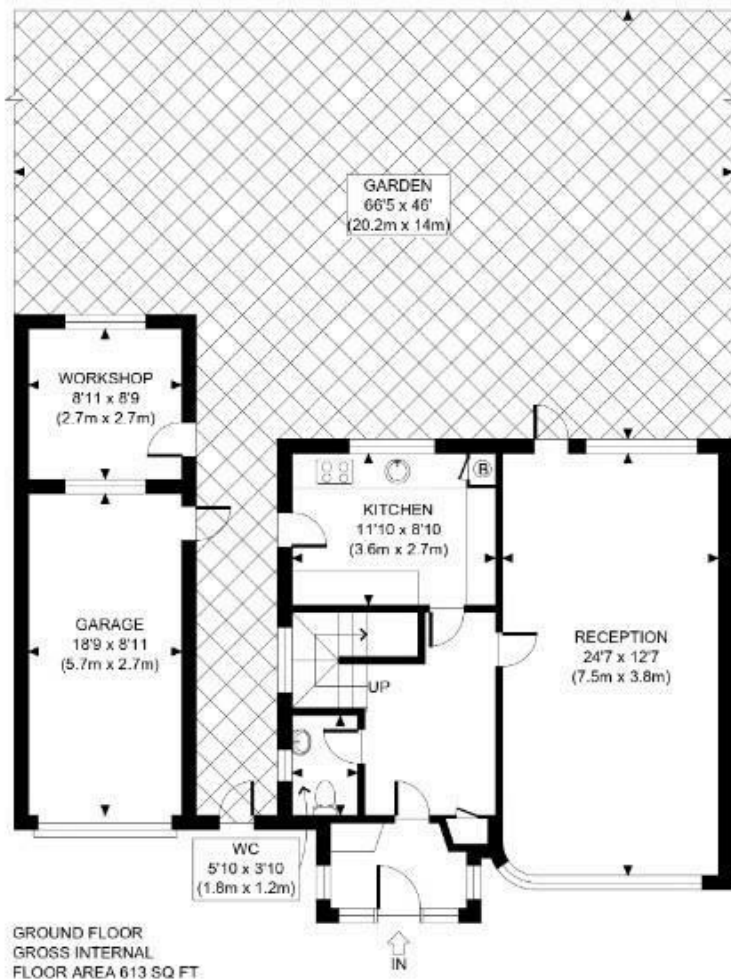 GARDEN
66'5 x 46'
(20.2m x 14m)
WORKSHOP
8'11 x 8'9
(2.7m x 2.7m)
B
KITCHEN
11'10 x 8'10
(3.6m x 2.7m)
GARAGE
18'9 x 8'11
(5.7m x 2.7m)
RECEPTION
24'7 x 12'7
(7.5m x 3.8m)
UP
WC
5'10 x 3'10
(1.8m x 1.2m)
IN
GROUND FLOOR
GROSS INTERNAL
FLOOR AREA 613 SQ FT